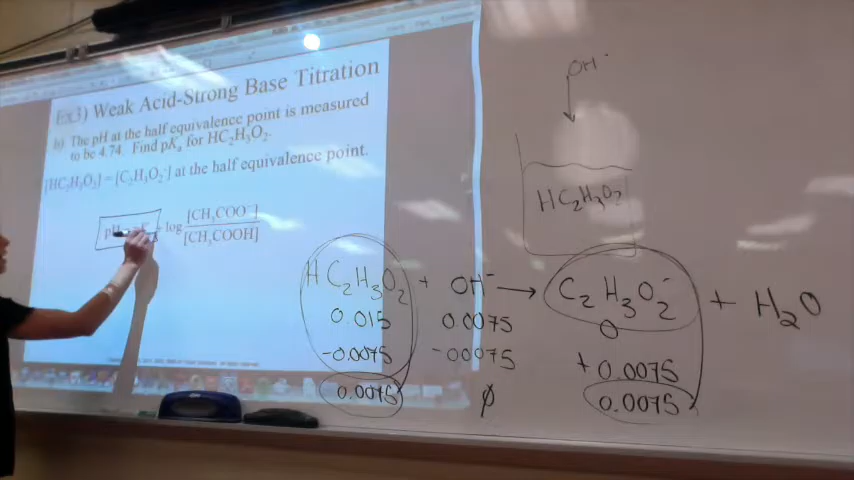 Ex3) Weak Acid-Strong Base Titration
b) The pH at the half equivalence point is measured
to be 4.74. Find pKₐ for HC₂H₃O₂.
[HC₂H₃O₂] = [C₂H₃O₂⁻] at the half equivalence point.
pH
log [CH₃COO⁻]
[CH₃COOH]
OH⁻
HC₂H₃O₂
HC₂H₃O₂ + OH⁻ → C₂H₃O₂⁻ + H₂O
0.015 0.0075 0
-0.0075 -00075 +0.0075
0.0075 ϕ 0.0075